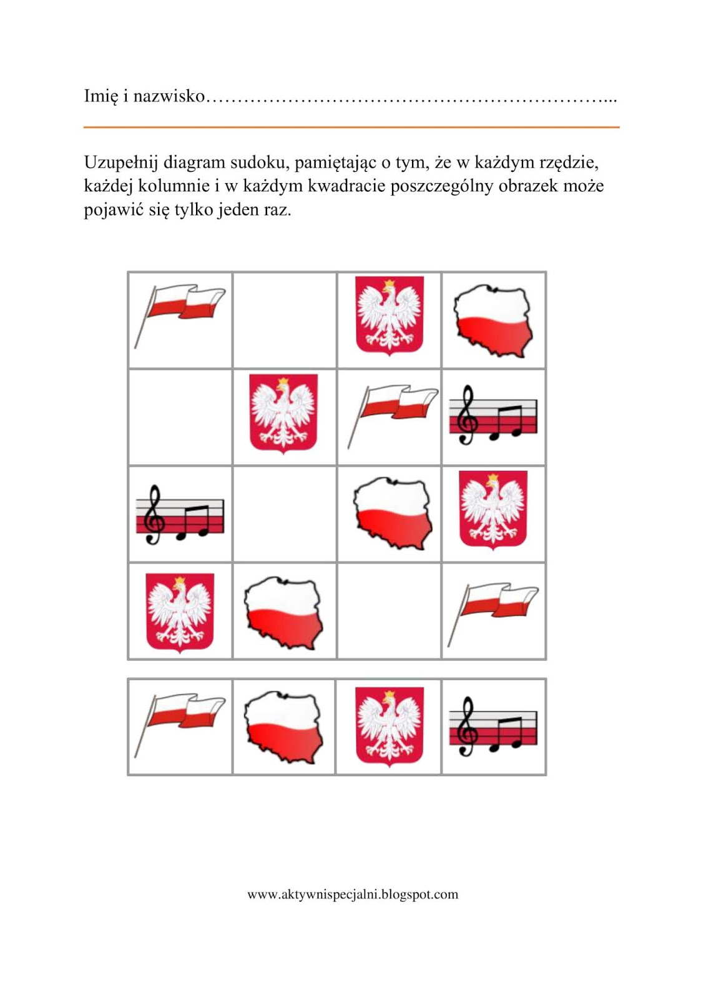 Imię i nazwisko…………………………………………………………...
Uzupełnij diagram sudoku, pamiętając o tym, że w każdym rzędzie,
każdej kolumnie i w każdym kwadracie poszczególny obrazek może
pojawić się tylko jeden raz.
www.aktywnispecjalni.blogspot.com